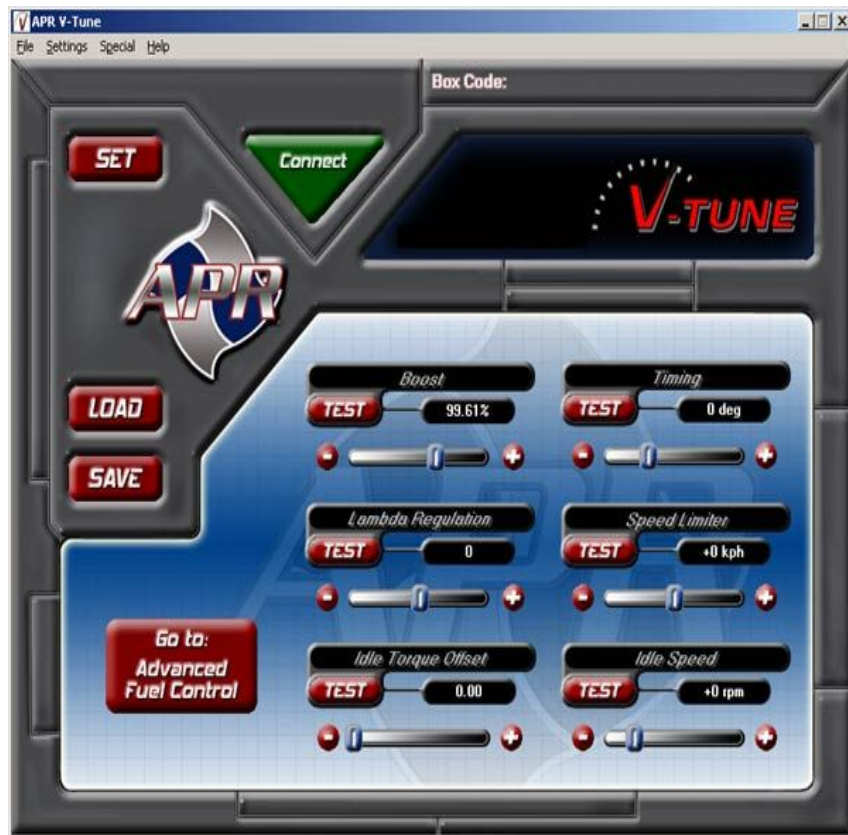 APR V-Tune
File Settings Special Help
Box Code:
SET
Connect
V-TUNE
APR
LOAD
SAVE
Boost
TEST
99.61%
Timing
TEST
0 deg
Lambda Regulation
TEST
0
Speed Limiter
TEST
+0 kph
Idle Torque Offset
TEST
0.00
Idle Speed
TEST
+0 rpm
Go to:
Advanced
Fuel Control
APR